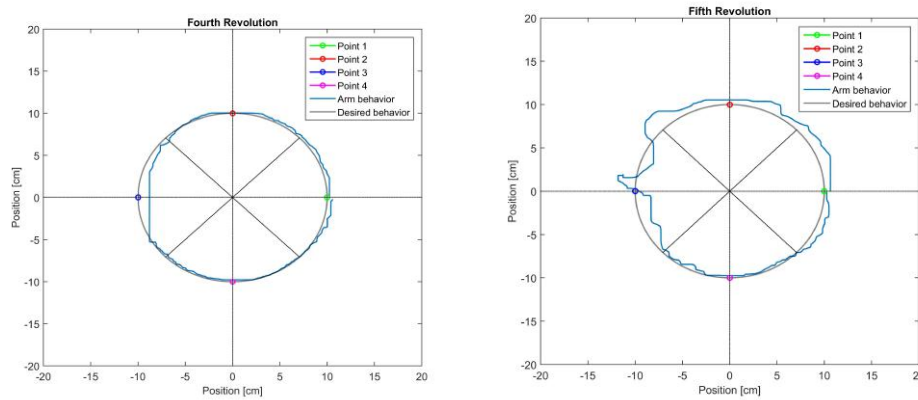 Fourth Revolution
20
15
10
5
0
-5
-10
-15
-20
-20
-15
-10
-5
0
5
10
15
20
Position [cm]
Position [cm]
Point 1
Point 2
Point 3
Point 4
Arm behavior
Desired behavior
Fifth Revolution
20
15
10
5
0
-5
-10
-15
-20
-20
-15
-10
-5
0
5
10
15
20
Position [cm]
Position [cm]
Point 1
Point 2
Point 3
Point 4
Arm behavior
Desired behavior